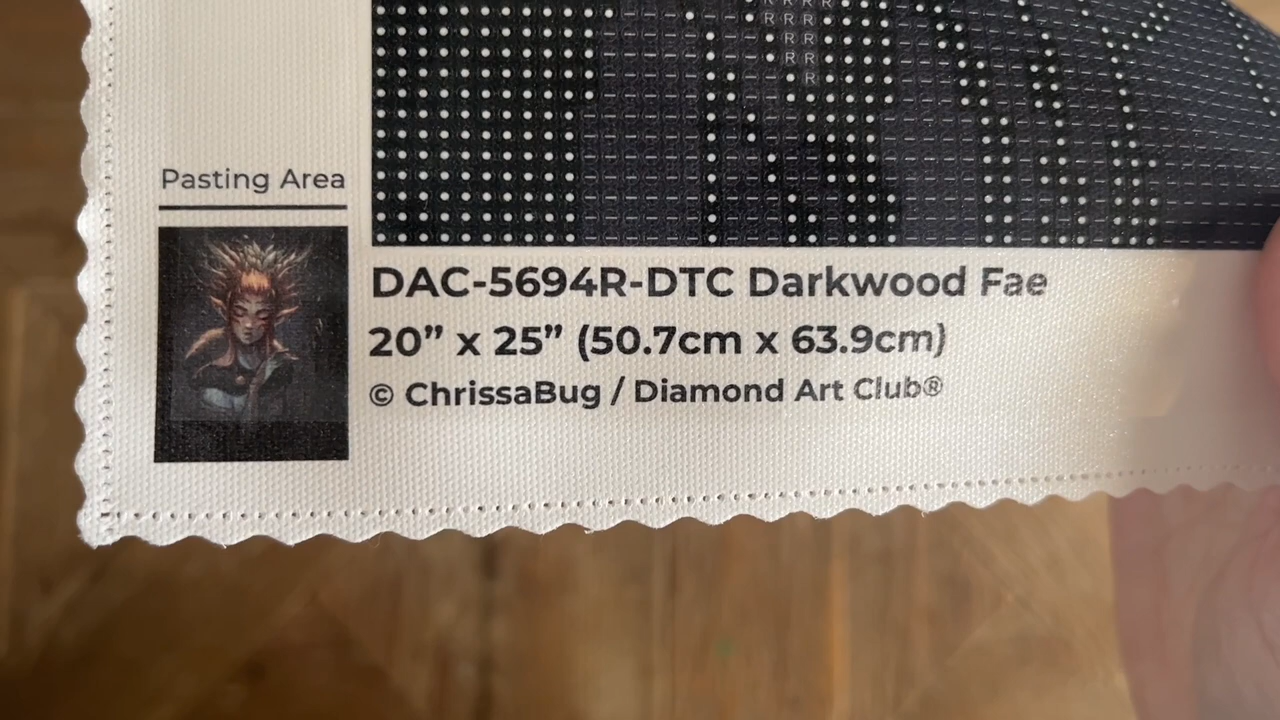 R R R R
R R R
R R
R R
R
Pasting Area
DAC-5694R-DTC Darkwood Fae
20” x 25” (50.7cm x 63.9cm)
© ChrissaBug / Diamond Art Club®